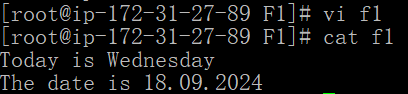 [root@ip-172-31-27-89 F1]# vi f1
[root@ip-172-31-27-89 F1]# cat f1
Today is Wednesday
The date is 18.09.2024